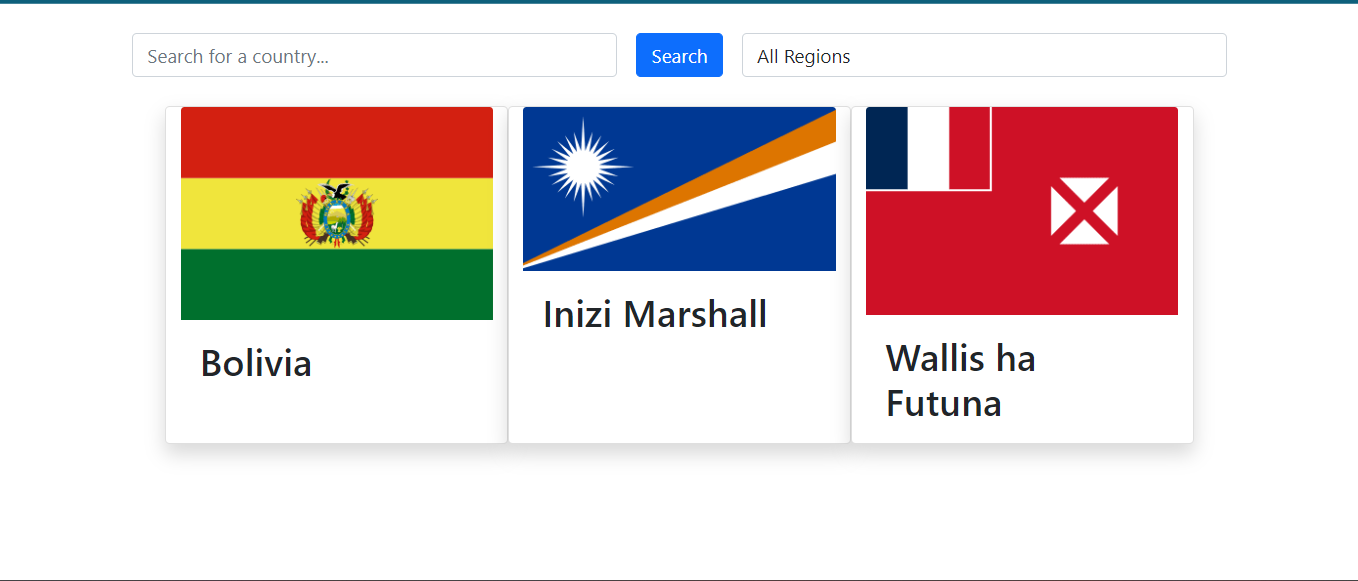 Search for a country...
Search
All Regions
Bolivia
Inizi Marshall
Wallis ha
Futuna